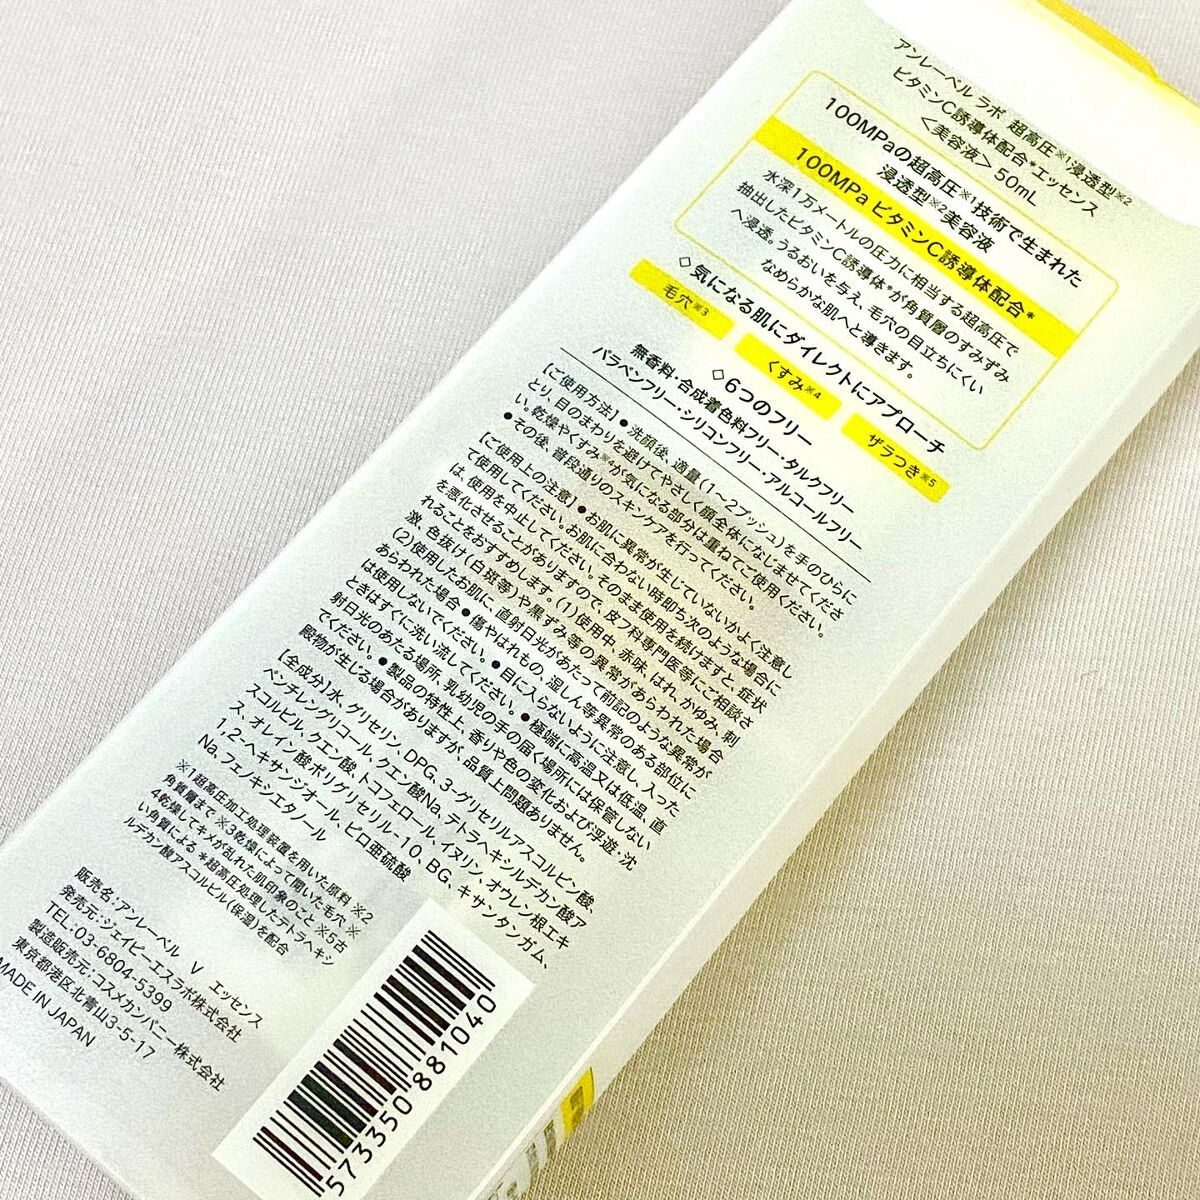 アンレーベル ラボ 超高圧※1浸透型※2
ビタミンC誘導体配合*エッセンス
＜美容液＞50mL
100MPaの超高圧※1技術で生まれた
浸透型※2美容液
100MPa ビタミンC誘導体配合*
水深1万メートルの圧力に相当する超高圧で
抽出したビタミンC誘導体*が角質層のすみずみ
へ浸透。うるおいを与え、毛穴の目立ちにくい
なめらかな肌へと導きます。
◇気になる肌にダイレクトにアプローチ
毛穴※3 くすみ※4 ザラつき※5
◇6つのフリー
無香料・合成着色料フリー・タルクフリー
パラベンフリー・シリコンフリー・アルコールフリー
【ご使用方法】●洗顔後、適量(1～2プッシュ)を手のひらに
とり、目のまわりを避けてやさしく顔全体になじませてくださ
い。乾燥やくすみ※4が気になる部分は重ねてご使用ください。
●その後、普段通りのスキンケアを行ってください。
【ご使用上の注意】●お肌に異常が生じていないかよく注意し
て使用してください。お肌に合わない時即ち次のような場合に
は、使用を中止してください。そのまま使用を続けますと、症状
を悪化させることがありますので、皮フ科専門医等にご相談さ
れることをおすすめします。(1)使用中、赤味、はれ、かゆみ、刺
激、色抜け(白斑等)や黒ずみ等の異常があらわれた場合
(2)使用したお肌に、直射日光があたって前記のような異常が
あらわれた場合●傷やはれもの、湿しん等異常のある部位に
は使用しないでください。●目に入らないように注意し、入った
ときはすぐに洗い流してください。●極端に高温又は低温、直
射日光のあたる場所、乳幼児の手の届く場所には保管しない
でください。●製品の特性上、香りや色の変化および浮遊・沈
殿物が生じる場合がありますが、品質上問題ありません。
【全成分】水、グリセリン、DPG、3-グリセリルアスコルビン酸、
ペンチレングリコール、クエン酸Na、テトラヘキシルデカン酸ア
スコルビル、クエン酸、トコフェロール、イヌリン、オウレン根エキ
ス、オレイン酸ポリグリセリル-10、BG、キサンタンガム、
1,2-ヘキサンジオール、ピロ亜硫酸
Na、フェノキシエタノール
※1超高圧加工処理装置を用いた原料 ※2
角質層まで ※3乾燥によって開いた毛穴 ※
4乾燥してキメが乱れた肌印象のこと ※5古
い角質による *超高圧処理したテトラヘキシ
ルデカン酸アスコルビル(保湿)を配合
販売名:アンレーベル V エッセンス
発売元:ジェイピーエスラボ株式会社
TEL:03-6804-5399
製造販売元:コスメカンパニー株式会社
東京都港区北青山3-5-17
MADE IN JAPAN
573350 881040